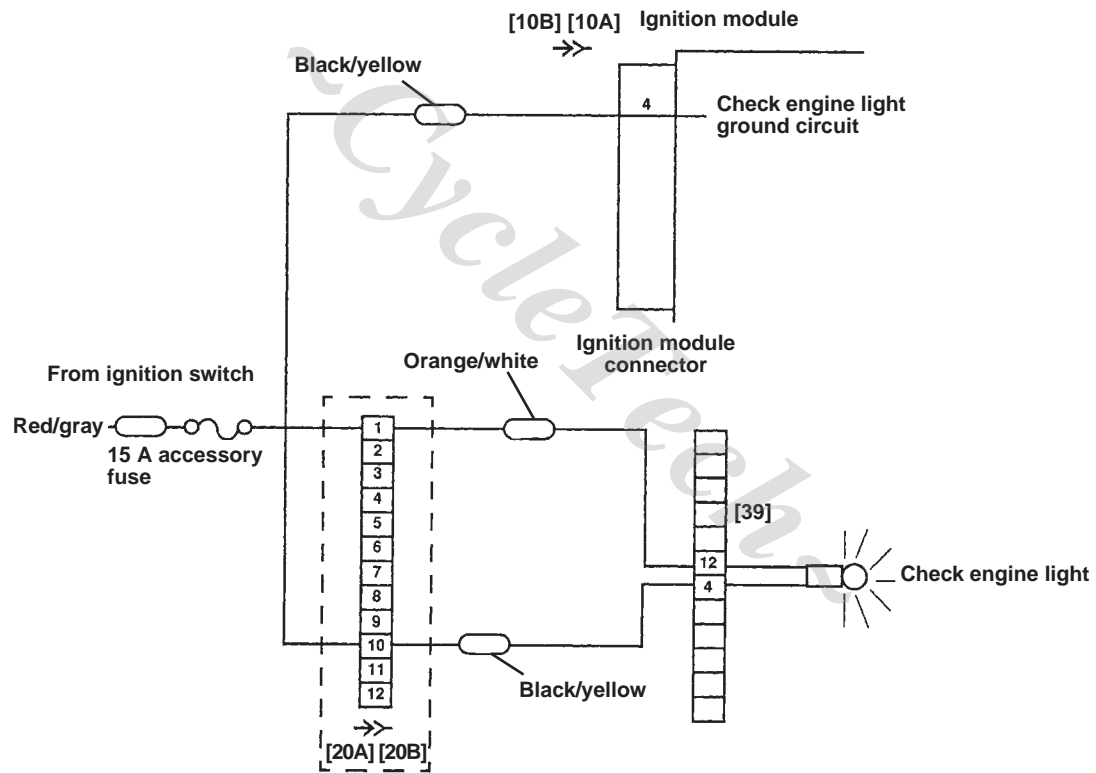 [10B] [10A]
Ignition module
Black/yellow
4
Check engine light
ground circuit
Ignition module
connector
From ignition switch
Orange/white
Red/gray
15 A accessory
fuse
1
2
3
4
5
6
7
8
9
10
11
12
[39]
12
4
Check engine light
Black/yellow
[20A] [20B]
~CycleTech~